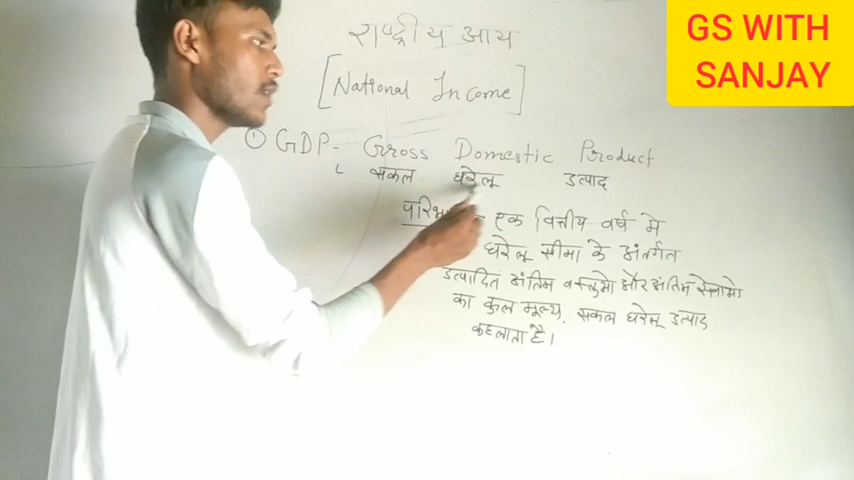 GS WITH
SANJAY
राष्ट्रीय आय
[National Income]
① GDP - Gross Domestic Product
सकल घरेलू उत्पाद
एक वित्तीय वर्ष मे
घरेलू सीमा के अंतर्गत
उत्पादित अंतिम वस्तुओ और अंतिम सेवाओ
का कुल मूल्य, सकल घरेलू उत्पाद
कहलाता है।